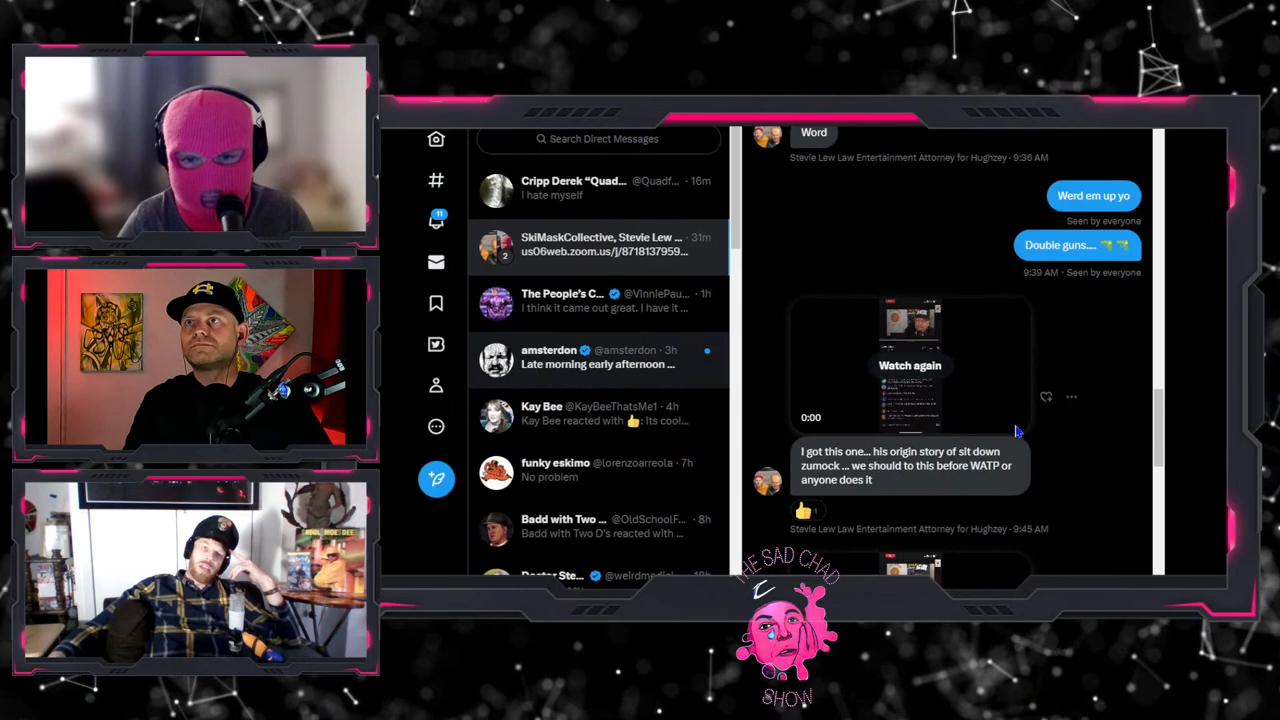 Search Direct Messages
11
Cripp Derek “Quad... @Quadf... · 16m
I hate myself
SkiMaskCollective, Stevie Lew ... · 31m
us06web.zoom.us/j/8718137959...
2
The People's C... @VinniePau... · 1h
I think it came out great. I have it ...
amsterdon @amsterdon · 3h
Late morning early afternoon ...
Kay Bee @KayBeeThatsMe1 · 4h
Kay Bee reacted with 👍: Its cool...
funky eskimo @lorenzoarreola · 7h
No problem
Badd with Two ... @OldSchoolF... · 8h
Badd with Two D's reacted with ...
Word
Stevie Lew Law Entertainment Attorney for Hughzey · 9:36 AM
Werd em up yo
Seen by everyone
Double guns.... 🔫🔫
9:39 AM · Seen by everyone
Watch again
0:00
I got this one... his origin story of sit down
zumock ... we should to this before WATP or
anyone does it
👍 1
Stevie Lew Law Entertainment Attorney for Hughzey · 9:45 AM
THE SAD CHAD
SHOW
KOOL MOE DEE